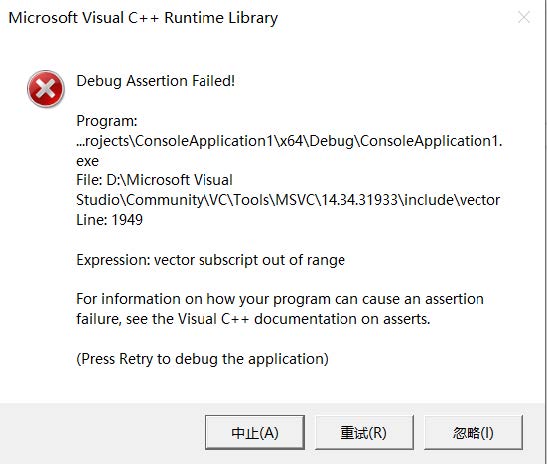 Microsoft Visual C++ Runtime Library
Debug Assertion Failed!
Program:
...rojects\ConsoleApplication1\x64\Debug\ConsoleApplication1.
exe
File: D:\Microsoft Visual
Studio\Community\VC\Tools\MSVC\14.34.31933\include\vector
Line: 1949
Expression: vector subscript out of range
For information on how your program can cause an assertion
failure, see the Visual C++ documentation on asserts.
(Press Retry to debug the application)
中止(A) 重试(R) 忽略(I)